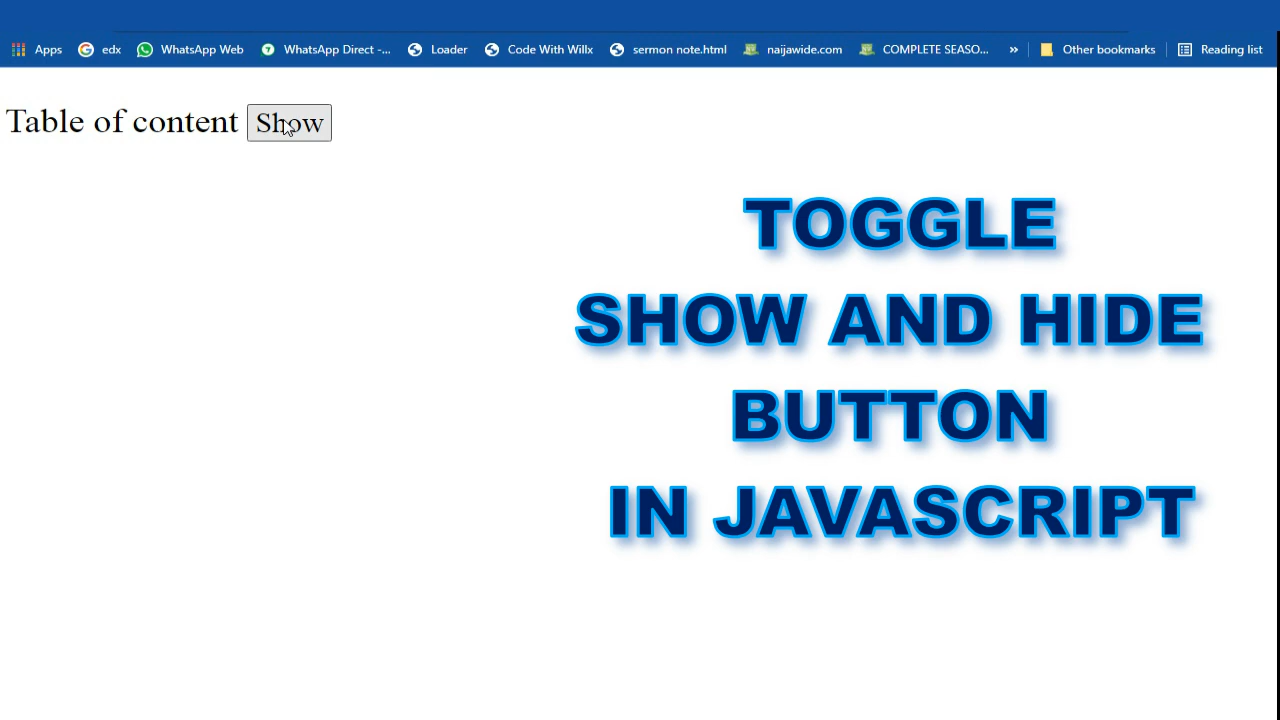 Apps edx WhatsApp Web WhatsApp Direct -... Loader Code With Willx sermon note.html naijawide.com COMPLETE SEASO... » Other bookmarks Reading list
Table of content Show
TOGGLE
SHOW AND HIDE
BUTTON
IN JAVASCRIPT